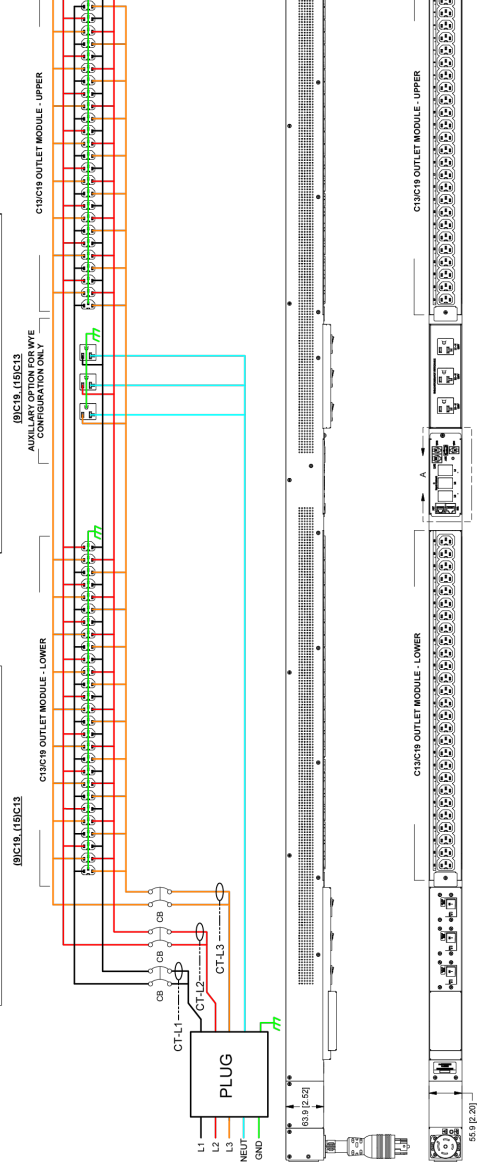 C13/C19 OUTLET MODULE - UPPER
(9)C19, (15)C13
AUXILLARY OPTION FOR WYE
CONFIGURATION ONLY
C13/C19 OUTLET MODULE - LOWER
(9)C19, (15)C13
CB
CB
CB
CT-L1
CT-L2
CT-L3
PLUG
L1
L2
L3
NEUT
GND
63.9 [2.52]
C13/C19 OUTLET MODULE - UPPER
A
C13/C19 OUTLET MODULE - LOWER
55.9 [2.20]